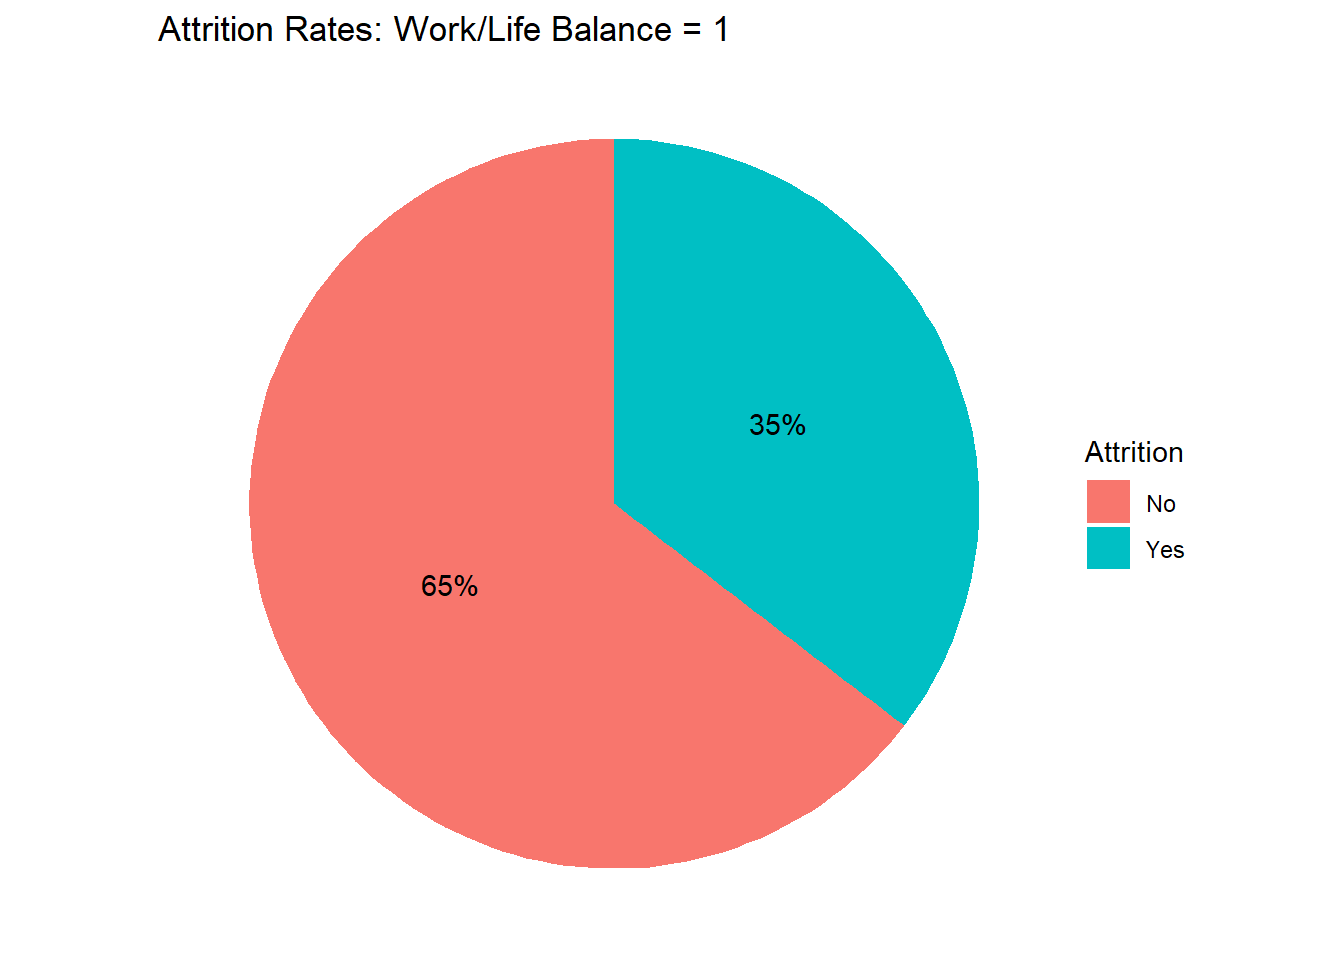 Attrition Rates: Work/Life Balance = 1
35%
65%
Attrition
No
Yes